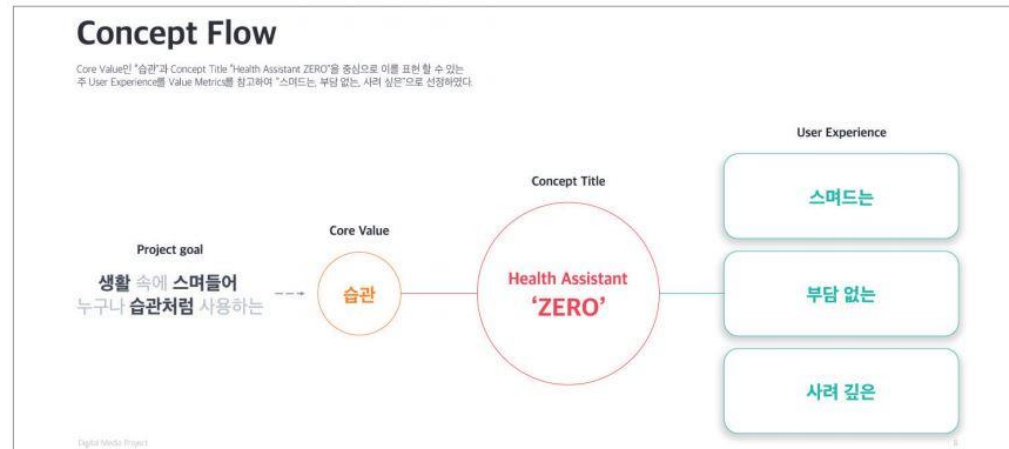 Concept Flow
Core Value인 "습관"과 Concept Title "Health Assistant ZERO"을 중심으로 이를 표현 할 수 있는
주 User Experience를 Value Metrics를 참고하여 "스며드는, 부담 없는, 사려 싶은"으로 선정하였다.
User Experience
스며드는
Concept Title
Core Value
Project goal
생활 속에 스며들어
누구나 습관처럼 사용하는
습관
Health Assistant
‘ZERO’
부담 없는
사려 깊은
Digital Media Project
8